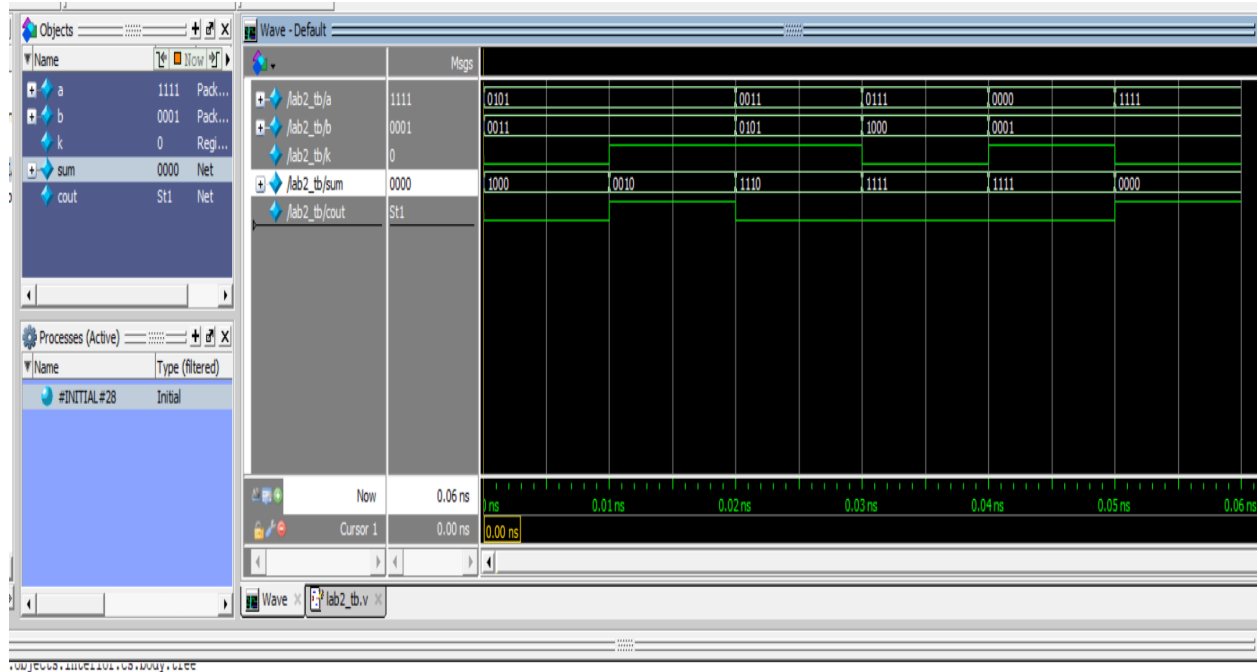 Objects
Name Now
a 1111 Pack...
b 0001 Pack...
k 0 Regi...
sum 0000 Net
cout St1 Net
Processes (Active)
Name Type (filtered)
#INITIAL#28 Initial
Wave - Default
Msgs
/lab2_tb/a 1111 0101 0011 0111 0000 1111
/lab2_tb/b 0001 0011 0101 1000 0001
/lab2_tb/k 0
/lab2_tb/sum 0000 1000 0010 1110 1111 1111 0000
/lab2_tb/cout St1
Now 0.06 ns ns 0.01 ns 0.02 ns 0.03 ns 0.04 ns 0.05 ns 0.06 ns
Cursor 1 0.00 ns 0.00 ns
Wave lab2_tb.v